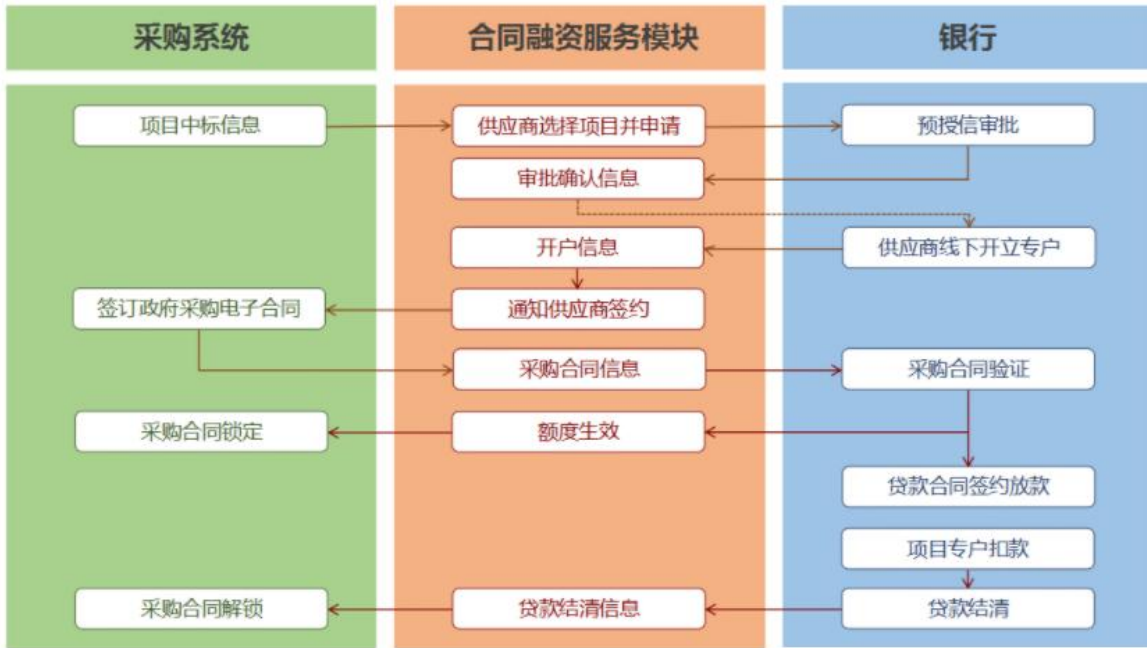 采购系统
合同融资服务模块
银行
项目中标信息
供应商选择项目并申请
预授信审批
审批确认信息
开户信息
供应商线下开立专户
签订政府采购电子合同
通知供应商签约
采购合同信息
采购合同验证
采购合同锁定
额度生效
贷款合同签约放款
项目专户扣款
采购合同解锁
贷款结清信息
贷款结清